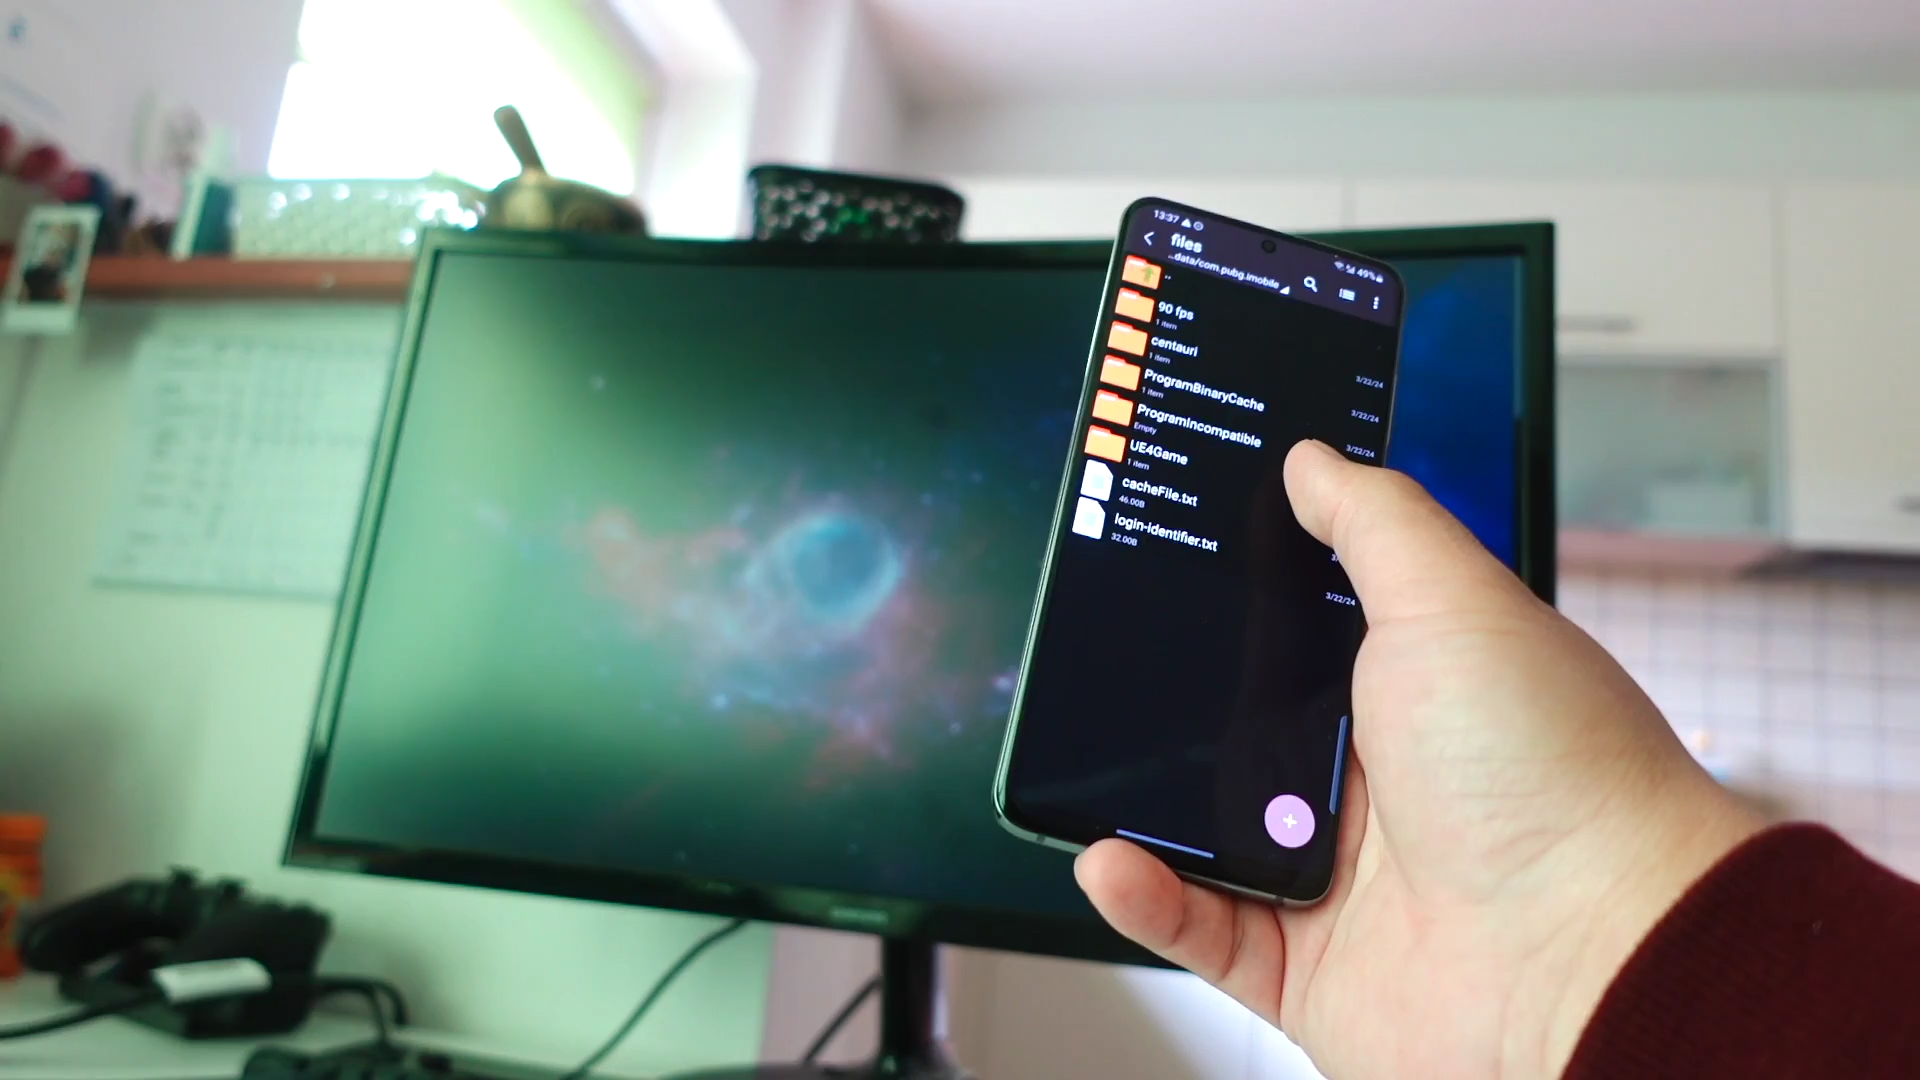 13:37
49%
files
...data/com.pubg.imobile
..
90 fps
1 item
3/22/24
centauri
1 item
3/22/24
ProgramBinaryCache
1 item
3/22/24
ProgramIncompatible
Empty
UE4Game
1 item
cacheFile.txt
46.00B
3/
login-identifier.txt
32.00B
3/22/24